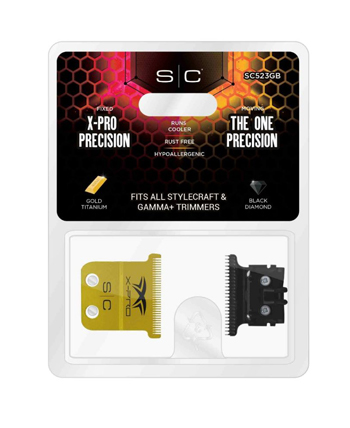 S|C
SC523GB
FIXED
X-PRO
PRECISION
RUNS
COOLER
RUST FREE
HYPOALLERGENIC
MOVING
THE ONE
PRECISION
GOLD
TITANIUM
FITS ALL STYLECRAFT &
GAMMA+ TRIMMERS
BLACK
DIAMOND
S|C
X-PRO